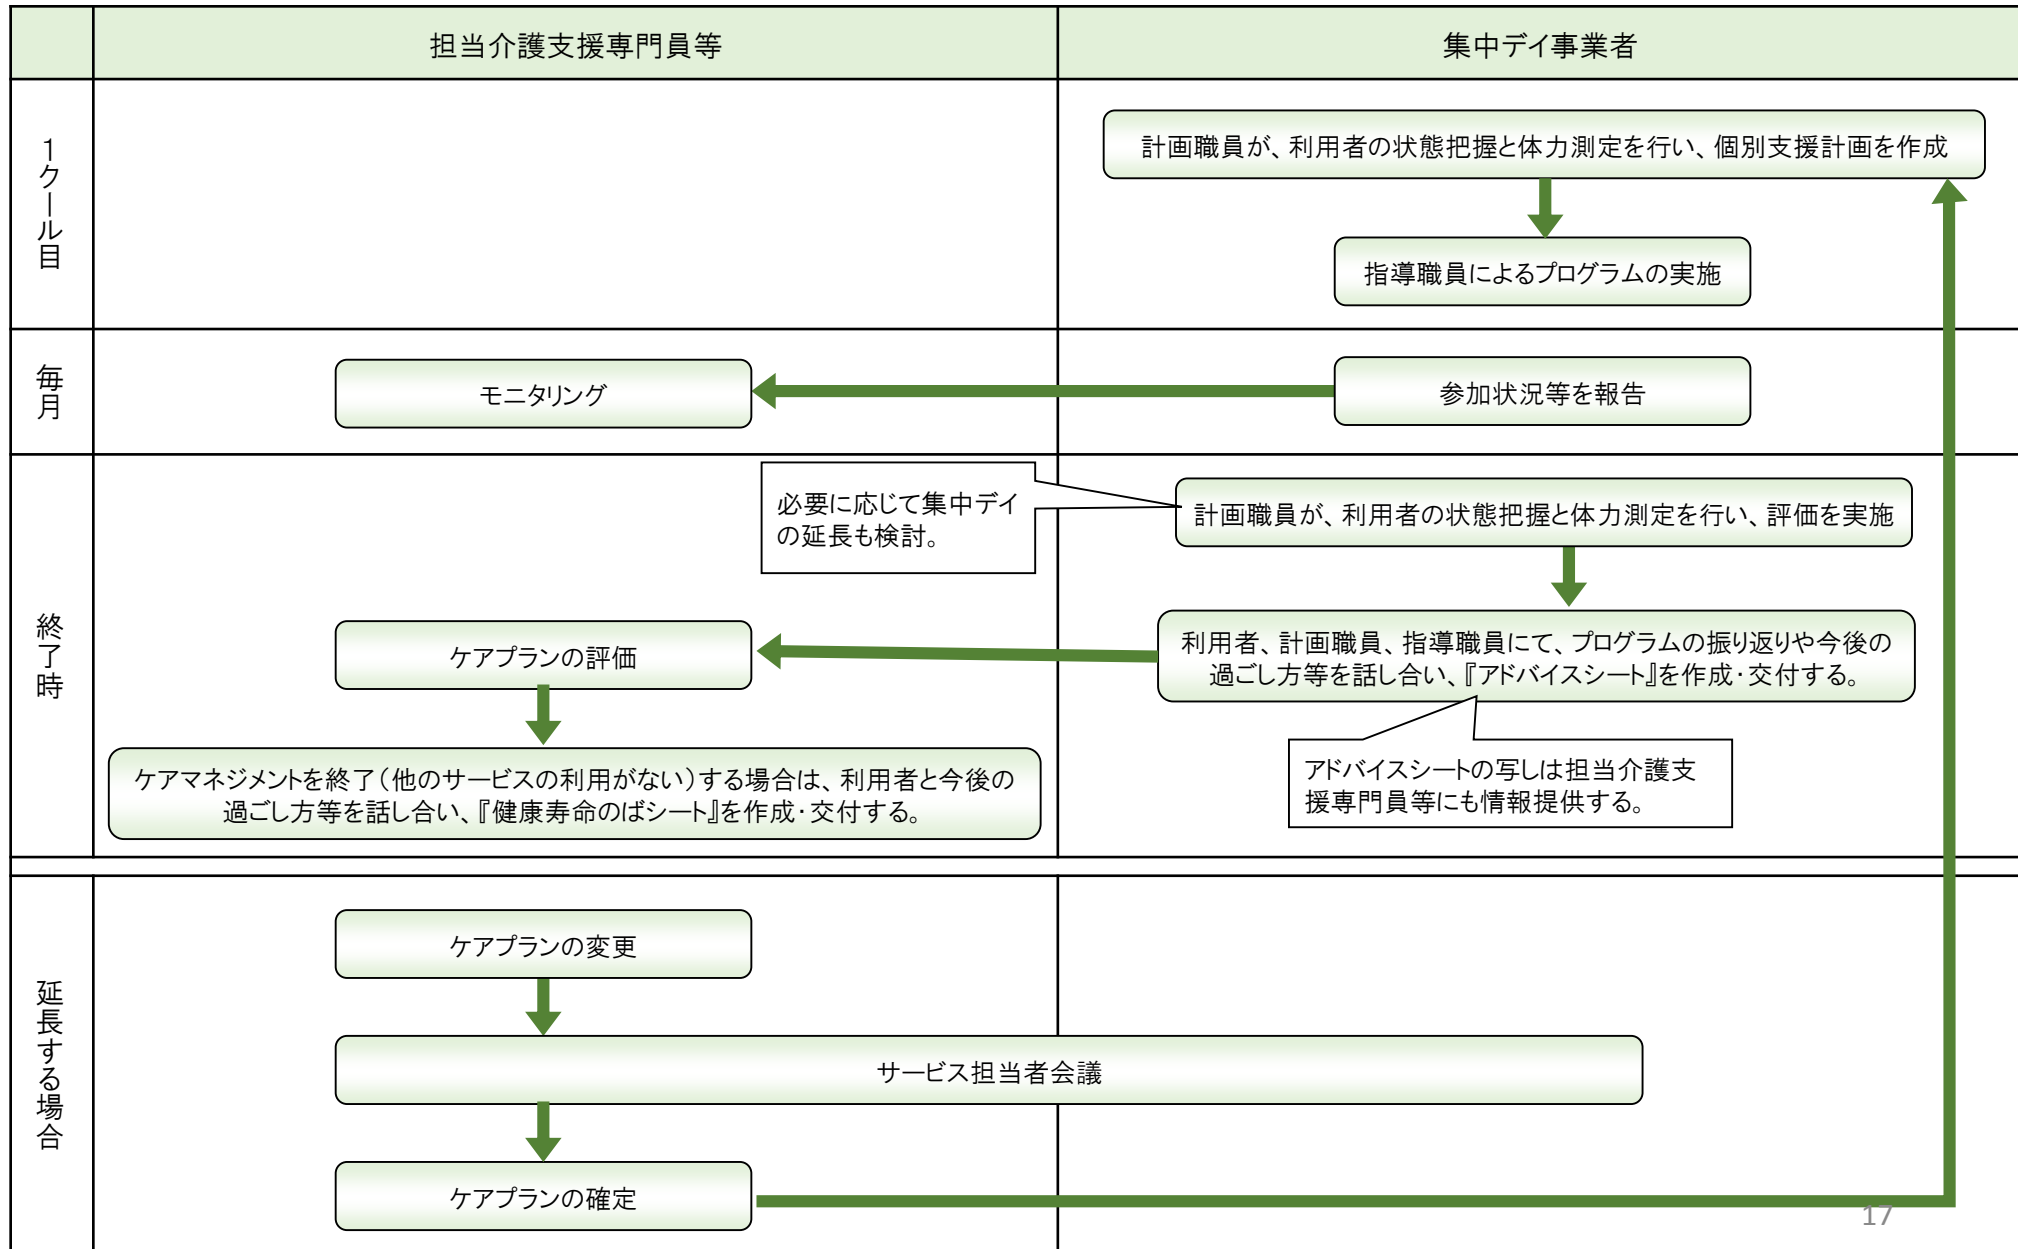 担当介護支援専門員等
集中デイ事業者
1クール目
計画職員が、利用者の状態把握と体力測定を行い、個別支援計画を作成
指導職員によるプログラムの実施
毎月
モニタリング
参加状況等を報告
終了時
必要に応じて集中デイ
の延長も検討。
計画職員が、利用者の状態把握と体力測定を行い、評価を実施
ケアプランの評価
利用者、計画職員、指導職員にて、プログラムの振り返りや今後の
過ごし方等を話し合い、『アドバイスシート』を作成・交付する。
ケアマネジメントを終了（他のサービスの利用がない）する場合は、利用者と今後の
過ごし方等を話し合い、『健康寿命のばシート』を作成・交付する。
アドバイスシートの写しは担当介護支
援専門員等にも情報提供する。
延長する場合
ケアプランの変更
サービス担当者会議
ケアプランの確定
17